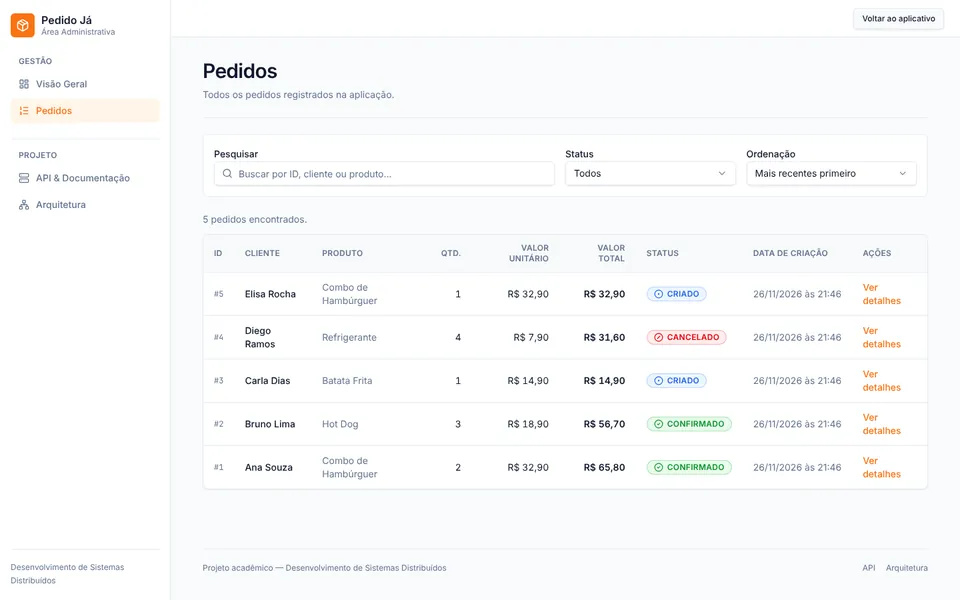 Pedido Já
Área Administrativa
GESTÃO
Visão Geral
Pedidos
PROJETO
API & Documentação
Arquitetura
Desenvolvimento de Sistemas
Distribuídos
Voltar ao aplicativo
Pedidos
Todos os pedidos registrados na aplicação.
Pesquisar
Buscar por ID, cliente ou produto...
Status
Todos
Ordenação
Mais recentes primeiro
5 pedidos encontrados.
ID CLIENTE PRODUTO QTD. VALOR UNITÁRIO VALOR TOTAL STATUS DATA DE CRIAÇÃO AÇÕES
#5 Elisa Rocha Combo de Hambúrguer 1 R$ 32,90 R$ 32,90 CRIADO 26/11/2026 às 21:46 Ver detalhes
#4 Diego Ramos Refrigerante 4 R$ 7,90 R$ 31,60 CANCELADO 26/11/2026 às 21:46 Ver detalhes
#3 Carla Dias Batata Frita 1 R$ 14,90 R$ 14,90 CRIADO 26/11/2026 às 21:46 Ver detalhes
#2 Bruno Lima Hot Dog 3 R$ 18,90 R$ 56,70 CONFIRMADO 26/11/2026 às 21:46 Ver detalhes
#1 Ana Souza Combo de Hambúrguer 2 R$ 32,90 R$ 65,80 CONFIRMADO 26/11/2026 às 21:46 Ver detalhes
Projeto acadêmico — Desenvolvimento de Sistemas Distribuídos
API Arquitetura